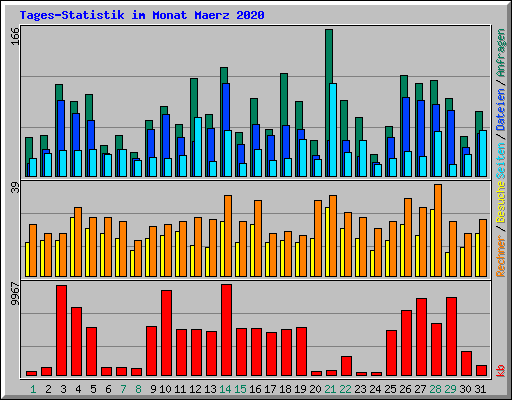 Tages-Statistik im Monat Maerz 2020
166
39
9967
Rechner / Besuche Seiten / Dateien / Anfragen
kb
1 2 3 4 5 6 7 8 9 10 11 12 13 14 15 16 17 18 19 20 21 22 23 24 25 26 27 28 29 30 31